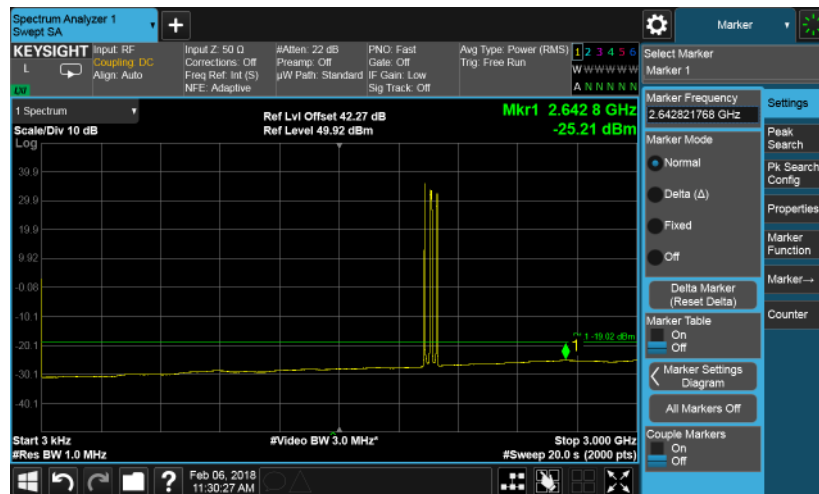 Spectrum Analyzer 1
Swept SA
Marker
KEYSIGHT
L
LXI
Input: RF
Coupling: DC
Align: Auto
Input Z: 50 Ω
Corrections: Off
Freq Ref: Int (S)
NFE: Adaptive
#Atten: 22 dB
Preamp: Off
µW Path: Standard
PNO: Fast
Gate: Off
IF Gain: Low
Sig Track: Off
Avg Type: Power (RMS)
Trig: Free Run
1 2 3 4 5 6
W W W W W W
A N N N N N
Select Marker
Marker 1
1 Spectrum
Scale/Div 10 dB
Log
Ref Lvl Offset 42.27 dB
Ref Level 49.92 dBm
Mkr1 2.642 8 GHz
-25.21 dBm
39.9
29.9
19.9
9.92
-0.08
-10.1
-20.1
-30.1
-40.1
1 -19.02 dBm
1
Start 3 kHz
#Res BW 1.0 MHz
#Video BW 3.0 MHz*
Stop 3.000 GHz
#Sweep 20.0 s (2000 pts)
Marker Frequency
2.642821768 GHz
Marker Mode
Normal
Delta (Δ)
Fixed
Off
Delta Marker
(Reset Delta)
Marker Table
On
Off
Marker Settings
Diagram
All Markers Off
Couple Markers
On
Off
Settings
Peak
Search
Pk Search
Config
Properties
Marker
Function
Marker→
Counter
?
Feb 06, 2018
11:30:27 AM